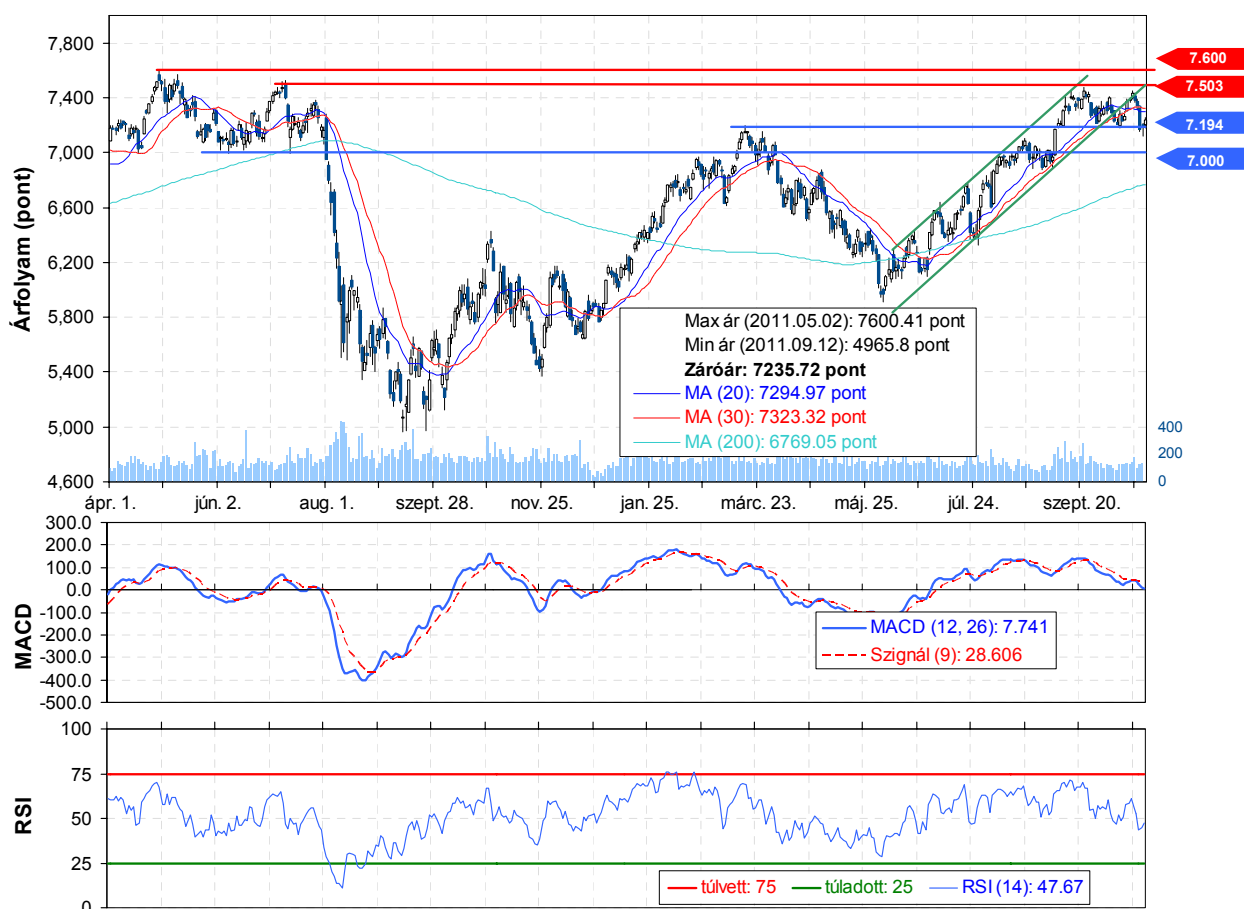 7,800
7,400
7,000
6,600
6,200
5,800
5,400
5,000
4,600
Árfolyam (pont)
7.600
7.503
7.194
7.000
Max ár (2011.05.02): 7600.41 pont
Min ár (2011.09.12): 4965.8 pont
Záróár: 7235.72 pont
MA (20): 7294.97 pont
MA (30): 7323.32 pont
MA (200): 6769.05 pont
400
200
0
ápr. 1. jún. 2. aug. 1. szept. 28. nov. 25. jan. 25. márc. 23. máj. 25. júl. 24. szept. 20.
300.0
200.0
100.0
0.0
-100.0
-200.0
-300.0
-400.0
-500.0
MACD
MACD (12, 26): 7.741
Szignál (9): 28.606
100
75
50
25
0
RSI
túlvett: 75 túladott: 25 RSI (14): 47.67